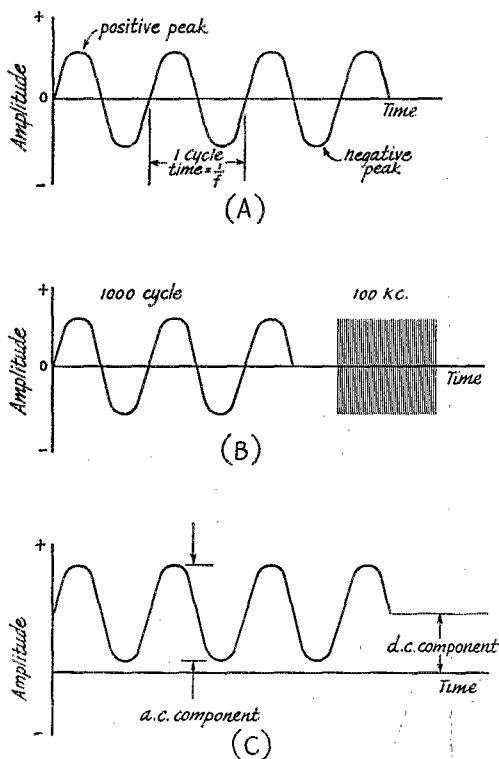 +
positive peak
Amplitude
0
Time
1 cycle
time = 1/f
negative
peak
-
(A)
+
1000 cycle
100 KC.
Amplitude
0
Time
-
(B)
+
Amplitude
d.c. component
Time
a.c. component
-
(C)